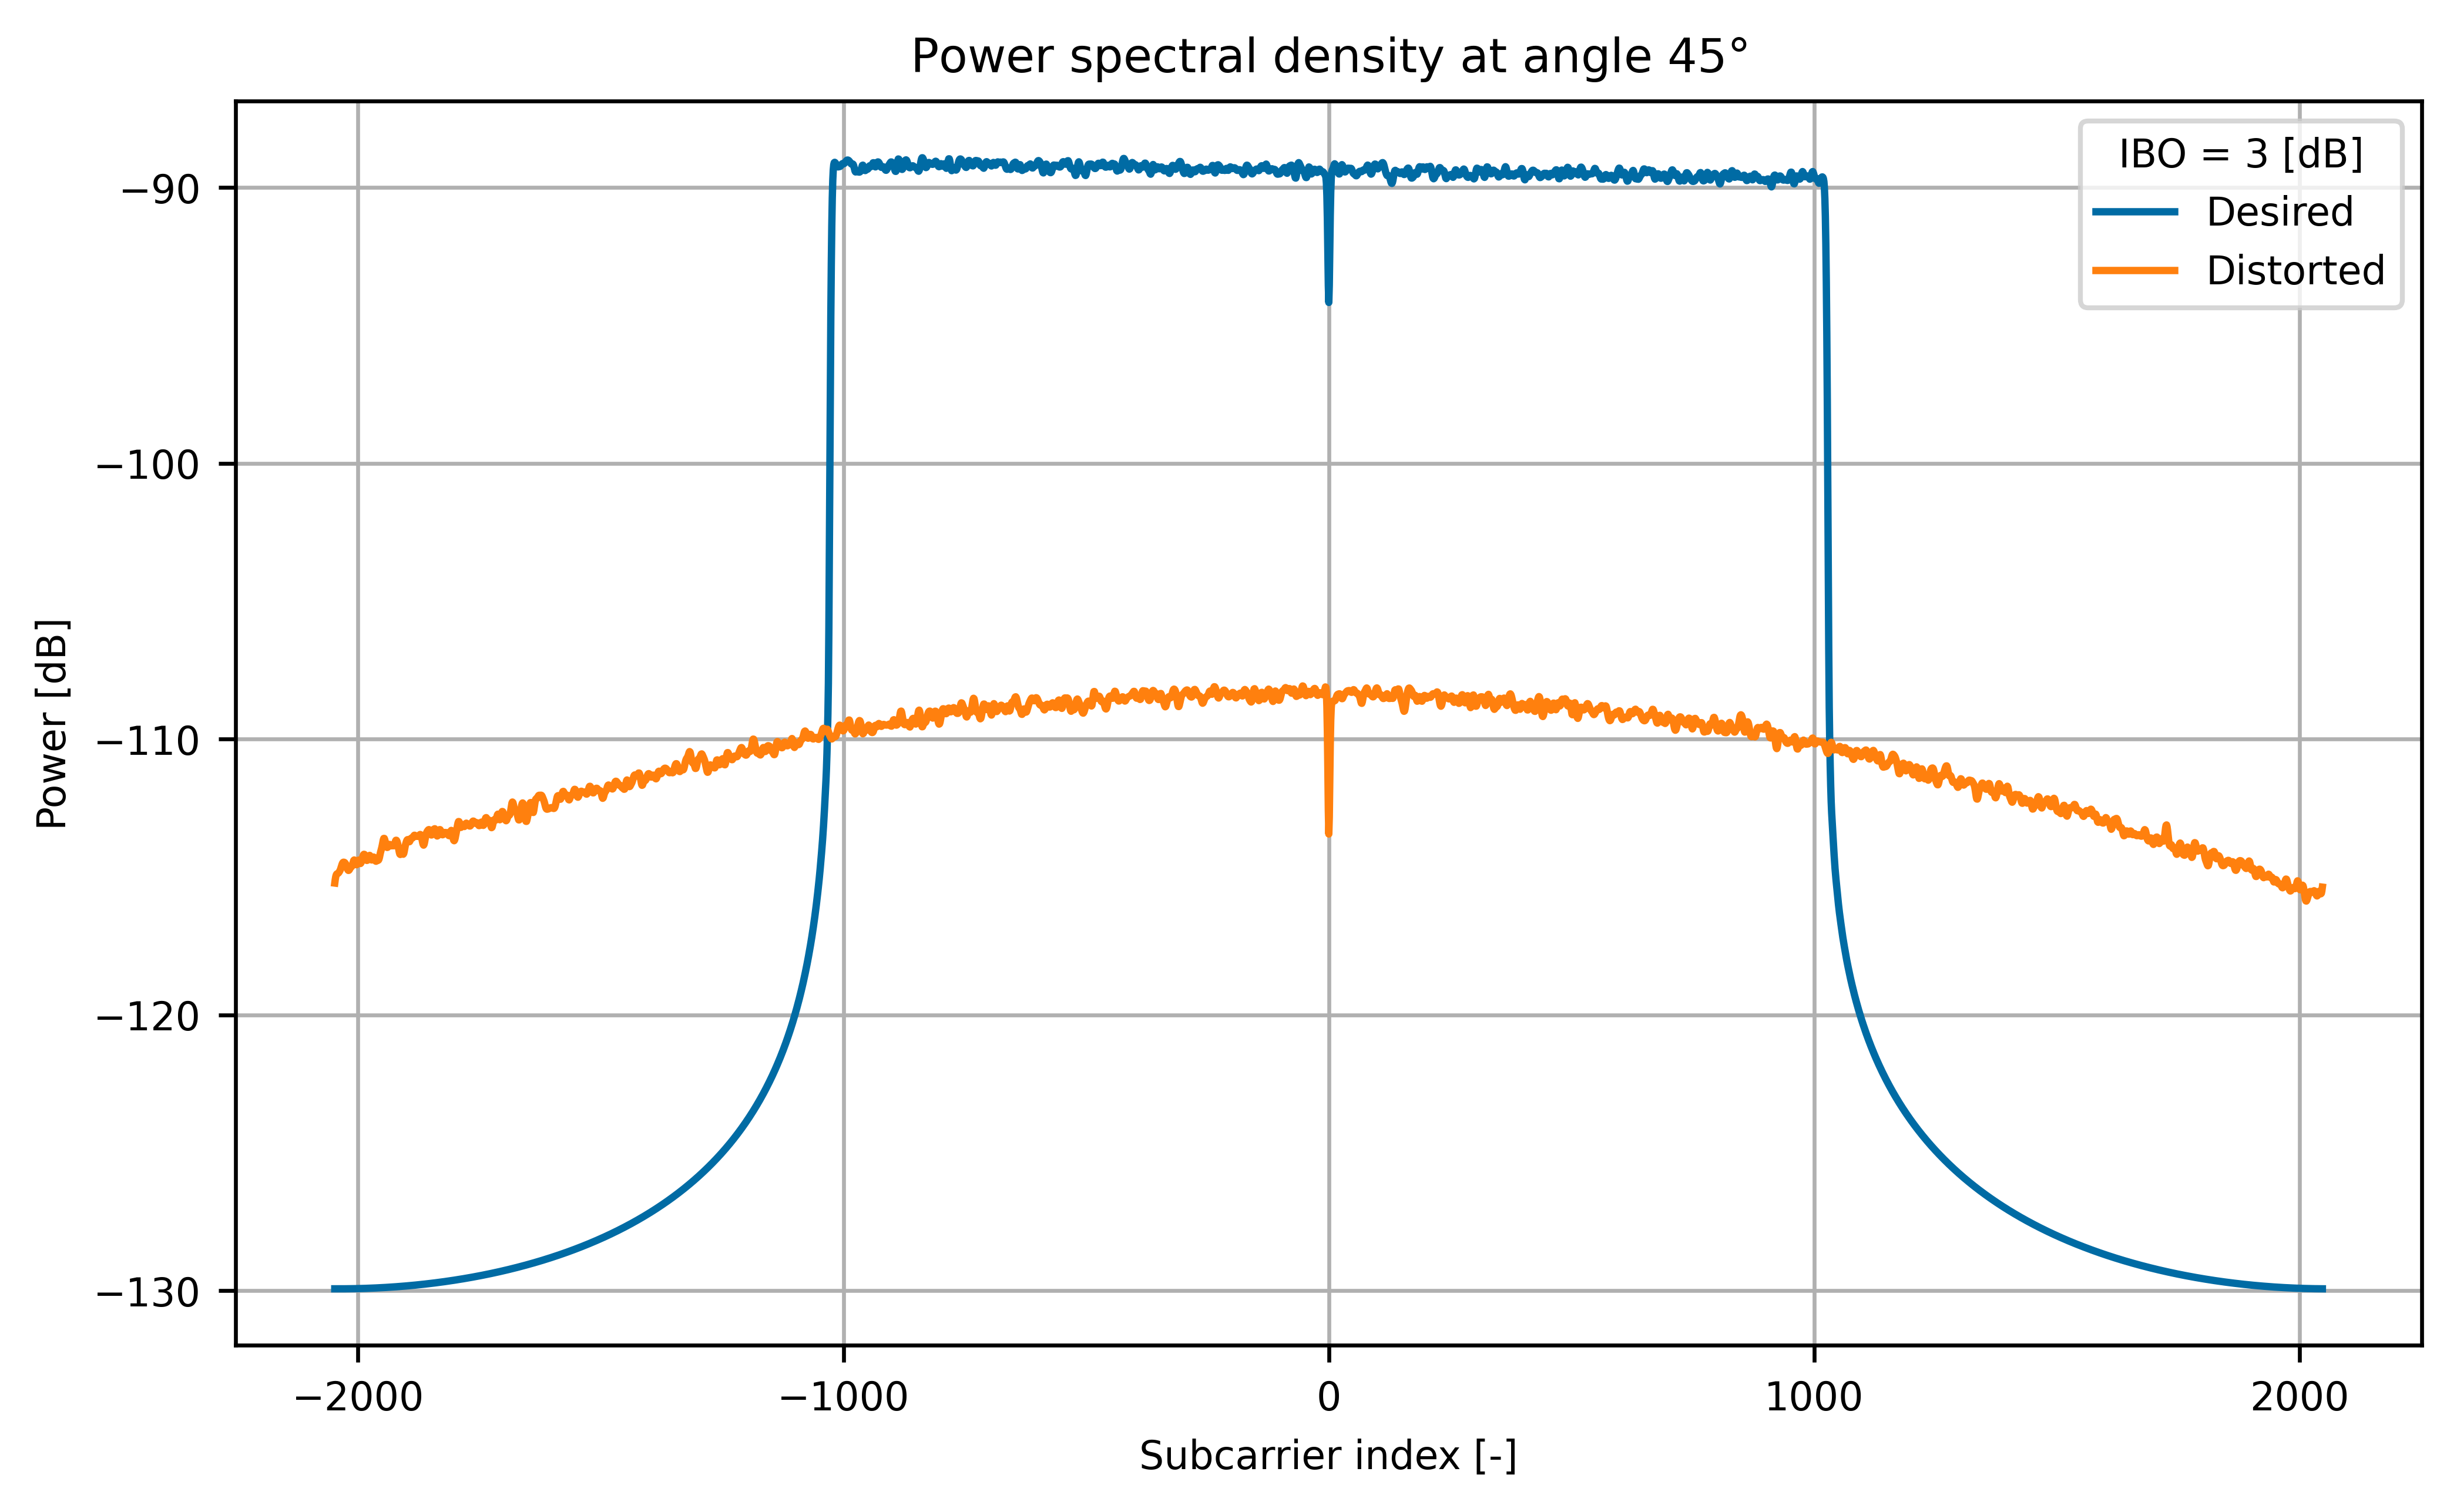 Power spectral density at angle 45°
IBO = 3 [dB]
Desired
Distorted
Power [dB]
−90
−100
−110
−120
−130
−2000
−1000
0
1000
2000
Subcarrier index [-]